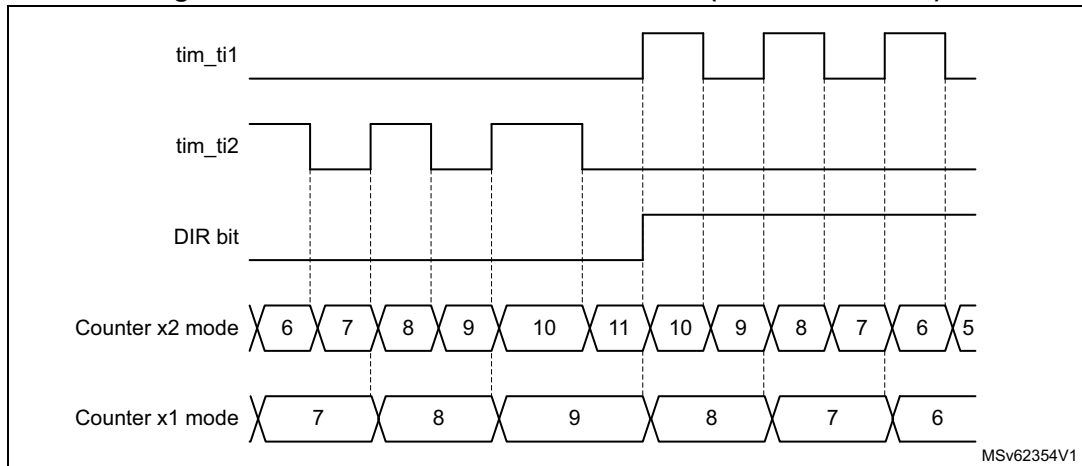 tim_ti1
tim_ti2
DIR bit
Counter x2 mode 6 7 8 9 10 11 10 9 8 7 6 5
Counter x1 mode 7 8 9 8 7 6
MSv62354V1